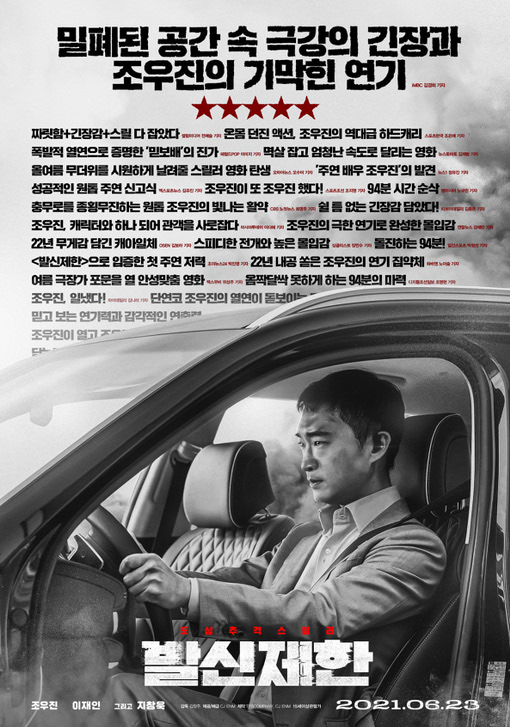 밀폐된 공간 속 극강의 긴장과
조우진의 기막힌 연기
★★★★★
짜릿함+긴장감+스릴 다 잡았다 온몸 던진 액션, 조우진의 역대급 하드캐리
폭발적 열연으로 증명한 '믿보배'의 진가 멱살 잡고 엄청난 속도로 달리는 영화
올여름 무더위를 시원하게 날려줄 스릴러 영화 탄생 '주연 배우 조우진'의 발견
성공적인 원톱 주연 신고식 조우진이 또 조우진 했다! 94분 시간 순삭
충무로를 종횡무진하는 원톱 조우진의 빛나는 활약 쉴 틈 없는 긴장감 담았다!
조우진, 캐릭터와 하나 되어 관객을 사로잡다 조우진의 극한 연기로 완성한 몰입감
22년 무게감 담긴 캐아일체 스피디한 전개와 높은 몰입감 돌진하는 94분!
<발신제한>으로 입증한 첫 주연 저력 22년 내공 쏟은 조우진의 연기 집약체
여름 극장가 포문을 열 안성맞춤 영화 옴짝달싹 못하게 하는 94분의 마력
조우진, 일냈다! 단연코 조우진의 열연이 돋보이는
믿고 보는 연기력과 감각적인 연출력
조우진이 열고 조우
도심추격스릴러
발신제한
조우진 이재인 그리고 지창욱 2021.06.23